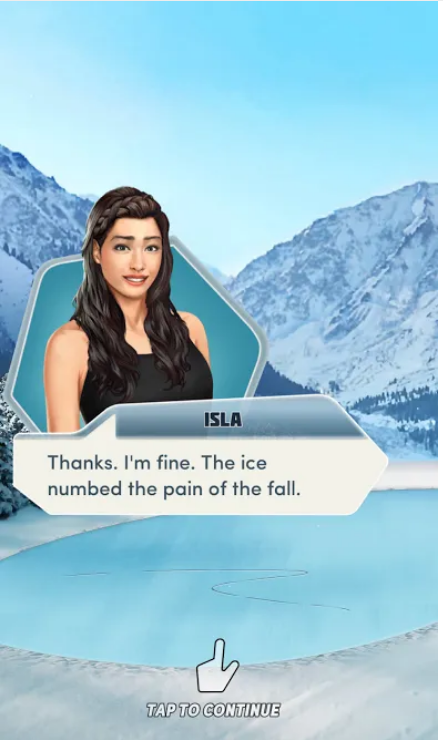 ISLA
Thanks. I'm fine. The ice
numbed the pain of the fall.
TAP TO CONTINUE